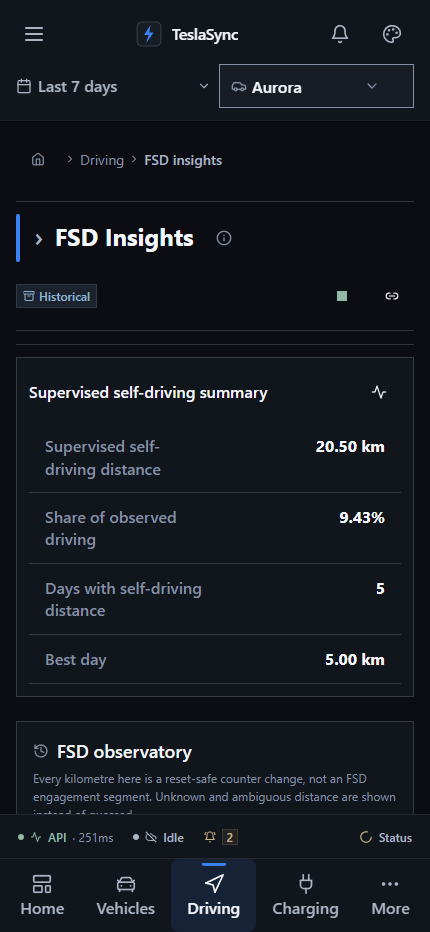 TeslaSync
Last 7 days
Aurora
Driving
FSD insights
FSD Insights
Historical
Supervised self-driving summary
Supervised self-
driving distance
20.50 km
Share of observed
driving
9.43%
Days with self-driving
distance
5
Best day
5.00 km
FSD observatory
Every kilometre here is a reset-safe counter change, not an FSD
engagement segment. Unknown and ambiguous distance are shown
instead of guessed.
API · 251ms
Idle
2
Status
Home
Vehicles
Driving
Charging
More